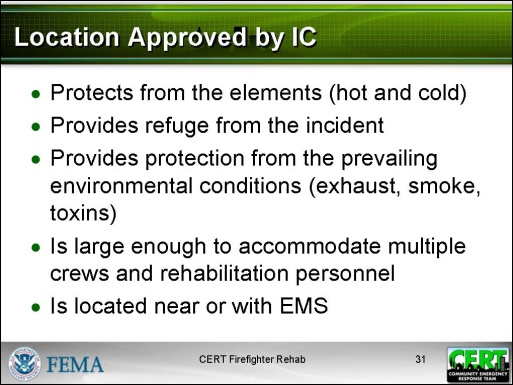 Location Approved by IC
• Protects from the elements (hot and cold)
• Provides refuge from the incident
• Provides protection from the prevailing
environmental conditions (exhaust, smoke,
toxins)
• Is large enough to accommodate multiple
crews and rehabilitation personnel
• Is located near or with EMS
FEMA
CERT Firefighter Rehab
31
CERT
COMMUNITY EMERGENCY
RESPONSE TEAM